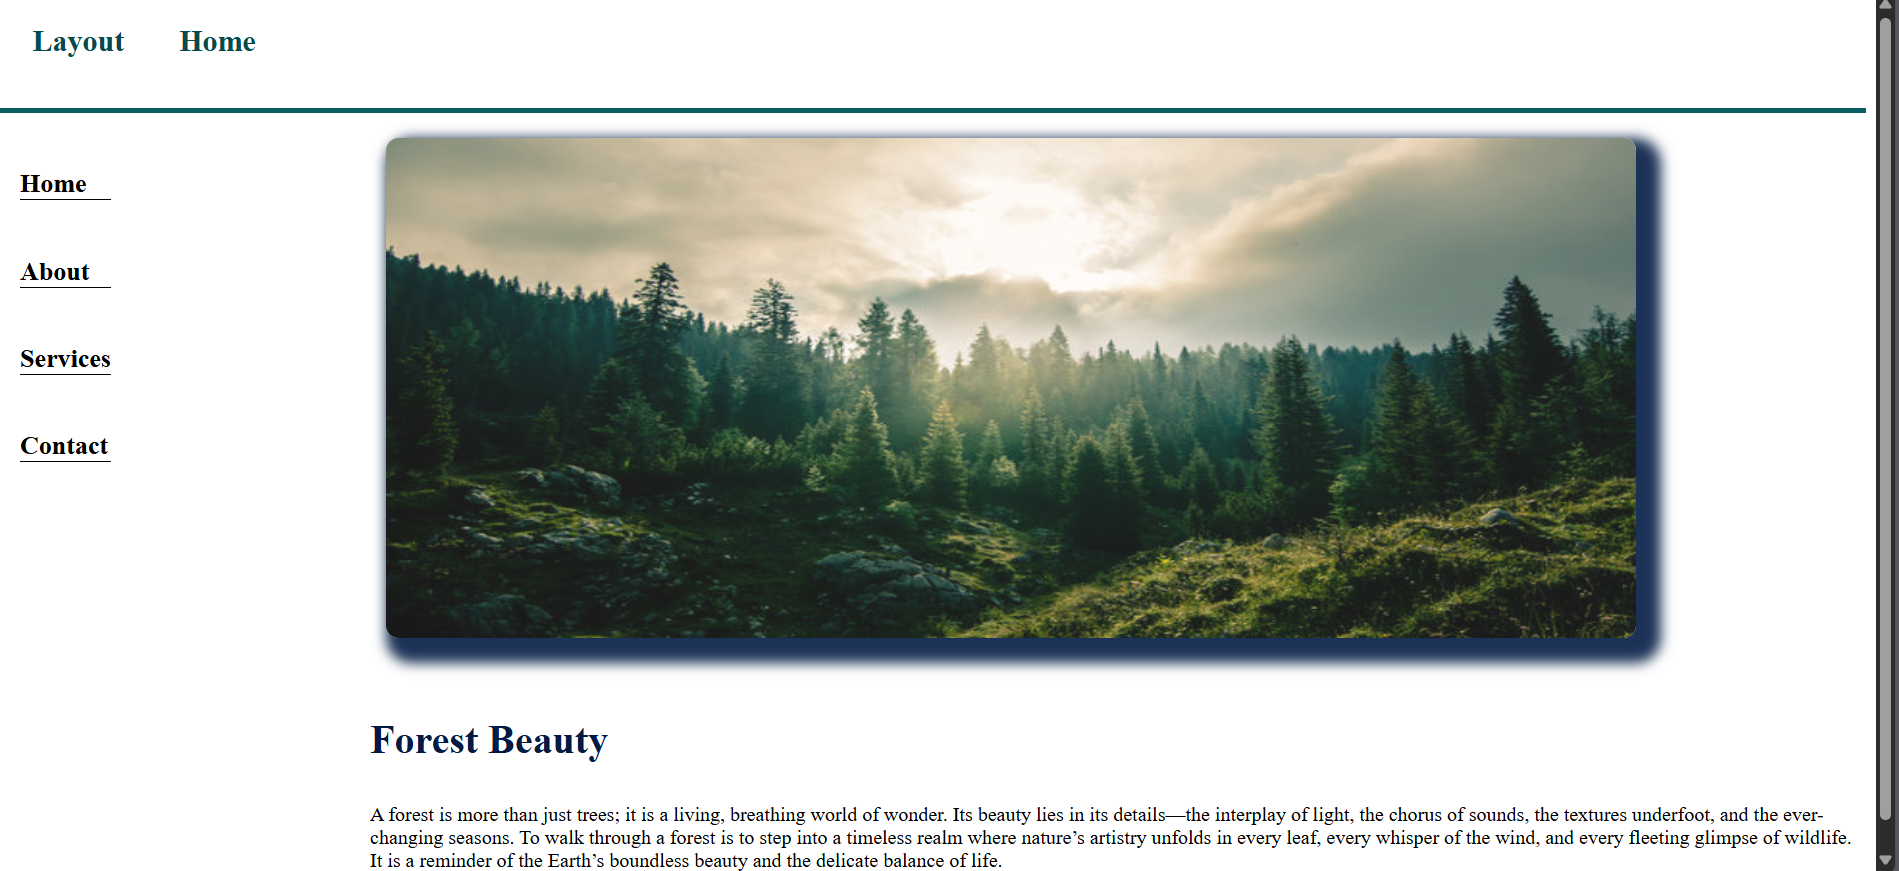 Layout Home
Home
About
Services
Contact
Forest Beauty
A forest is more than just trees; it is a living, breathing world of wonder. Its beauty lies in its details—the interplay of light, the chorus of sounds, the textures underfoot, and the ever-
changing seasons. To walk through a forest is to step into a timeless realm where nature’s artistry unfolds in every leaf, every whisper of the wind, and every fleeting glimpse of wildlife.
It is a reminder of the Earth’s boundless beauty and the delicate balance of life.